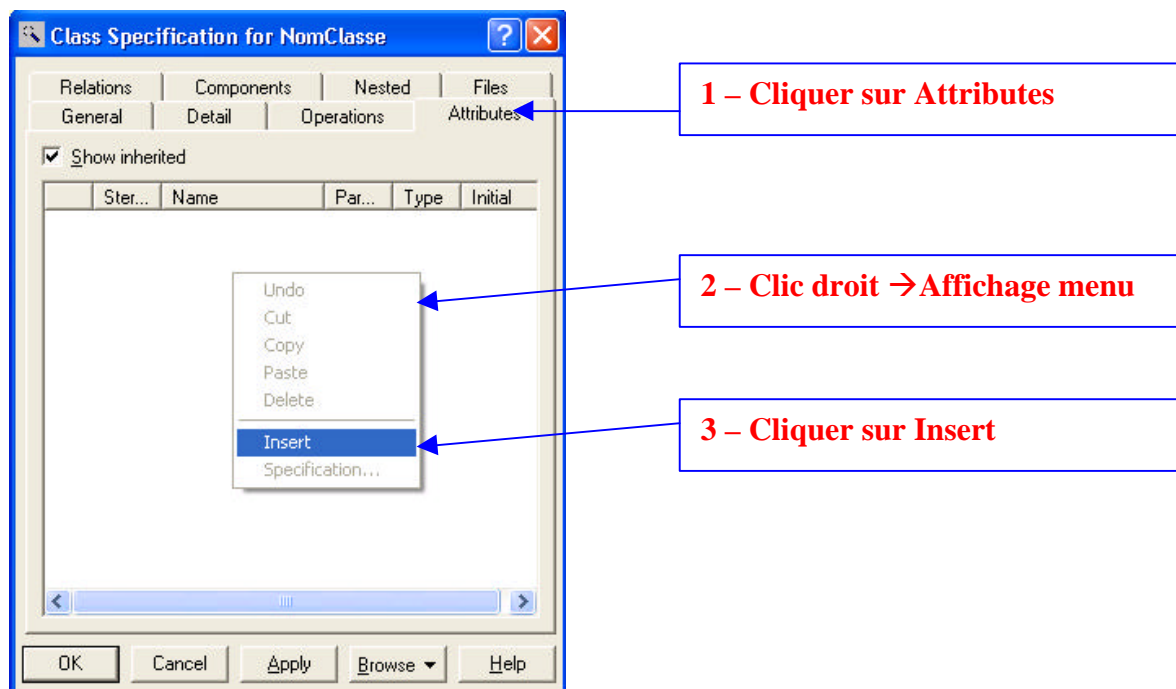 Class Specification for NomClasse
Relations Components Nested Files
General Detail Operations Attributes
Show inherited
Ster... Name Par... Type Initial
Undo
Cut
Copy
Paste
Delete
Insert
Specification...
OK Cancel Apply Browse Help
1 – Cliquer sur Attributes
2 – Clic droit →Affichage menu
3 – Cliquer sur Insert